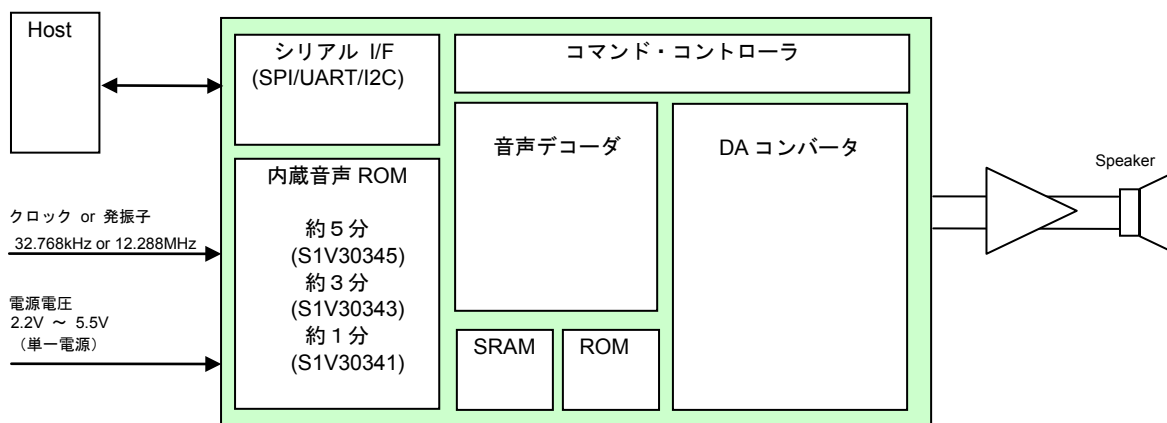 Host
シリアル I/F
(SPI/UART/I2C)
コマンド・コントローラ
音声デコーダ
DA コンバータ
内蔵音声 ROM
約５分
(S1V30345)
約３分
(S1V30343)
約１分
(S1V30341)
SRAM
ROM
クロック or 発振子
32.768kHz or 12.288MHz
電源電圧
2.2V ～ 5.5V
（単一電源）
Speaker